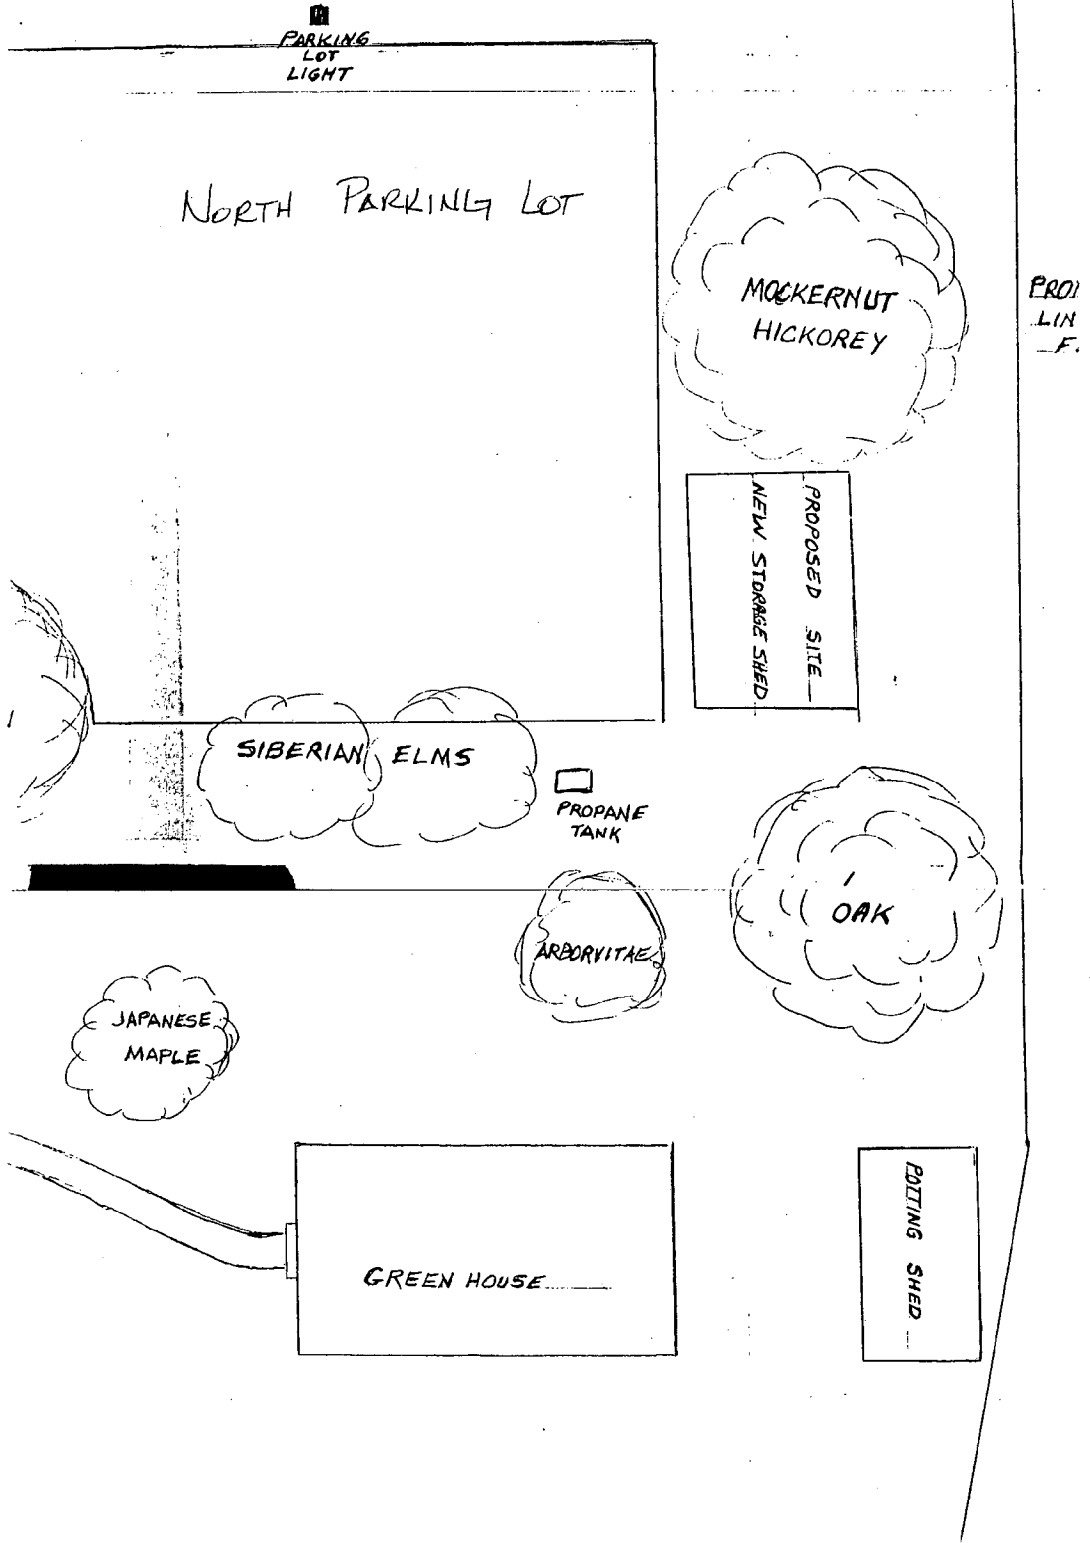 PARKING
LOT
LIGHT
NORTH PARKING LOT
MOCKERNUT
HICKOREY
LIN
F.
PROPOSED SITE
NEW STORAGE SHED
SIBERIAN ELMS
PROPANE
TANK
OAK
ARBORVITAE
JAPANESE
MAPLE
GREEN HOUSE
POTTING SHED